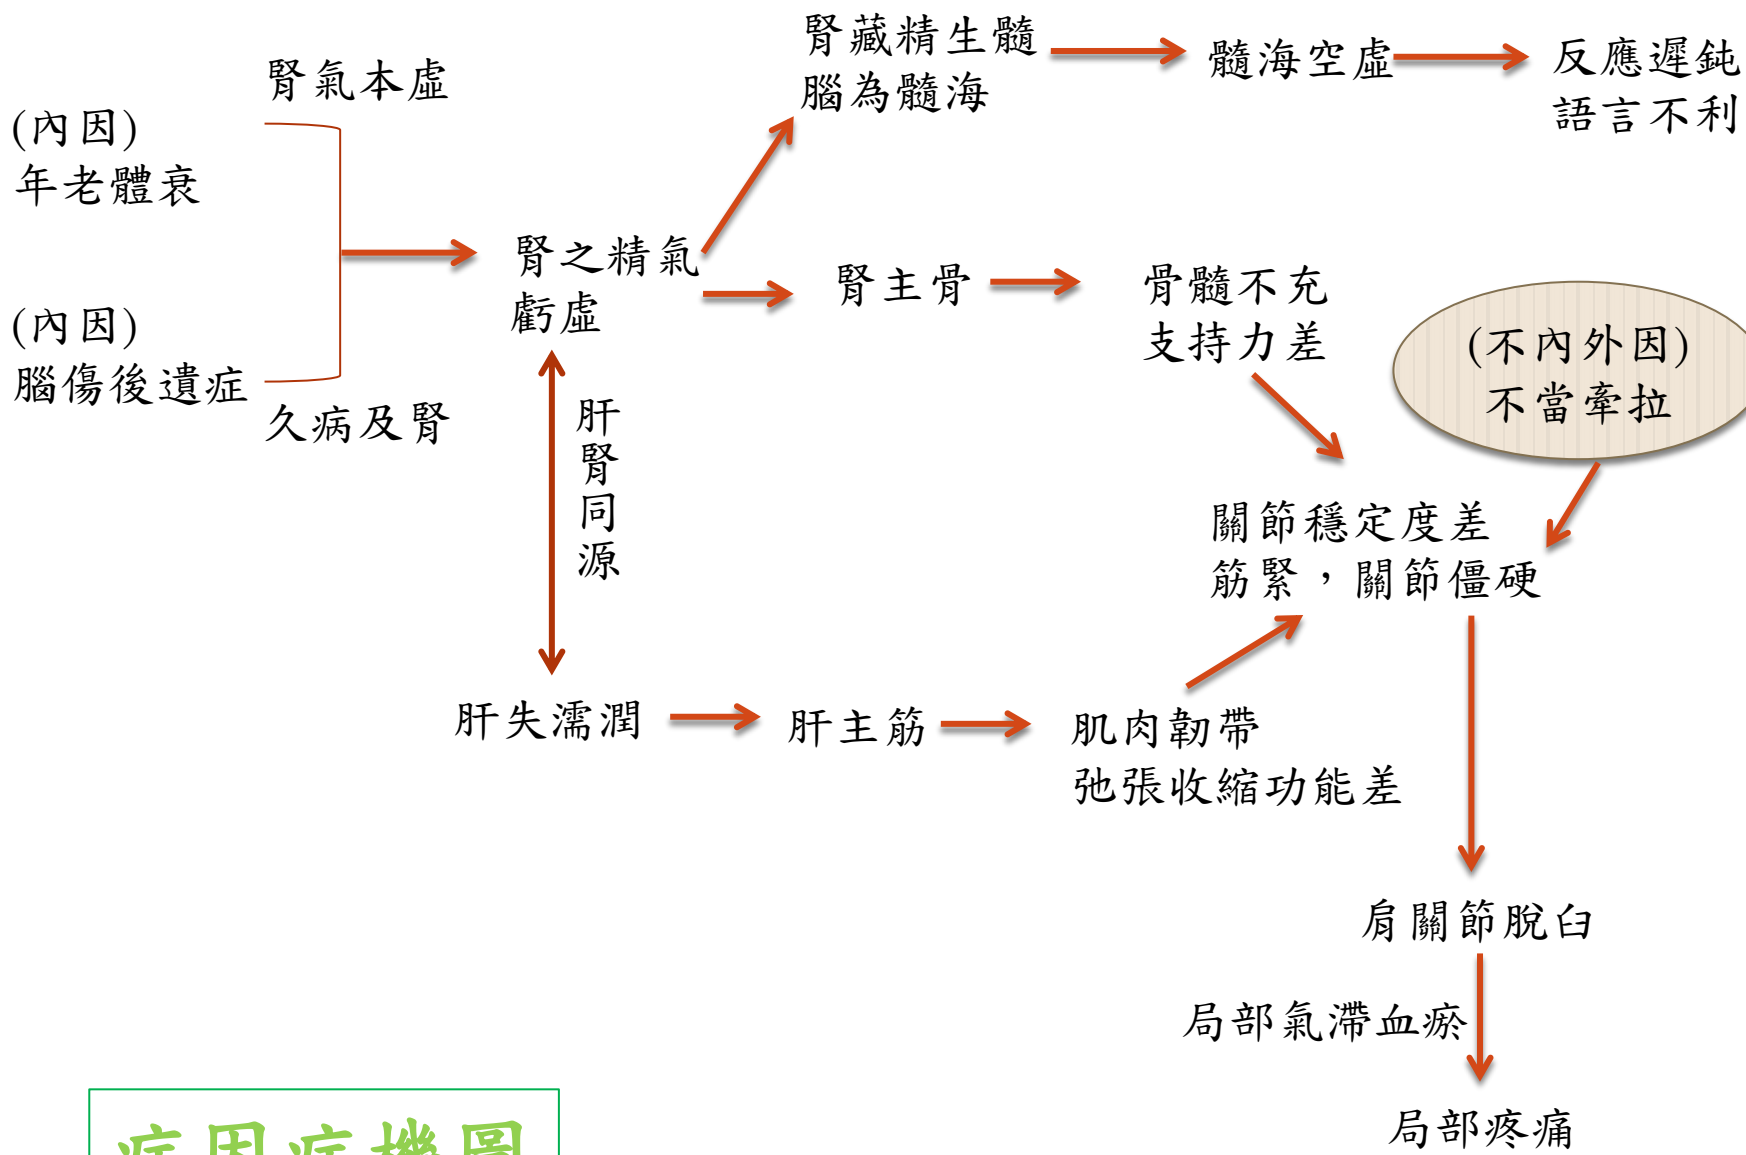 腎氣本虛
(內因)
年老體衰
(內因)
腦傷後遺症
久病及腎
腎之精氣
虧虛
腎藏精生髓
腦為髓海
髓海空虛
反應遲鈍
語言不利
腎主骨
骨髓不充
支持力差
(不內外因)
不當牽拉
肝腎同源
關節穩定度差
筋緊，關節僵硬
肝失濡潤
肝主筋
肌肉韌帶
弛張收縮功能差
肩關節脫臼
局部氣滯血瘀
局部疼痛
病因病機圖